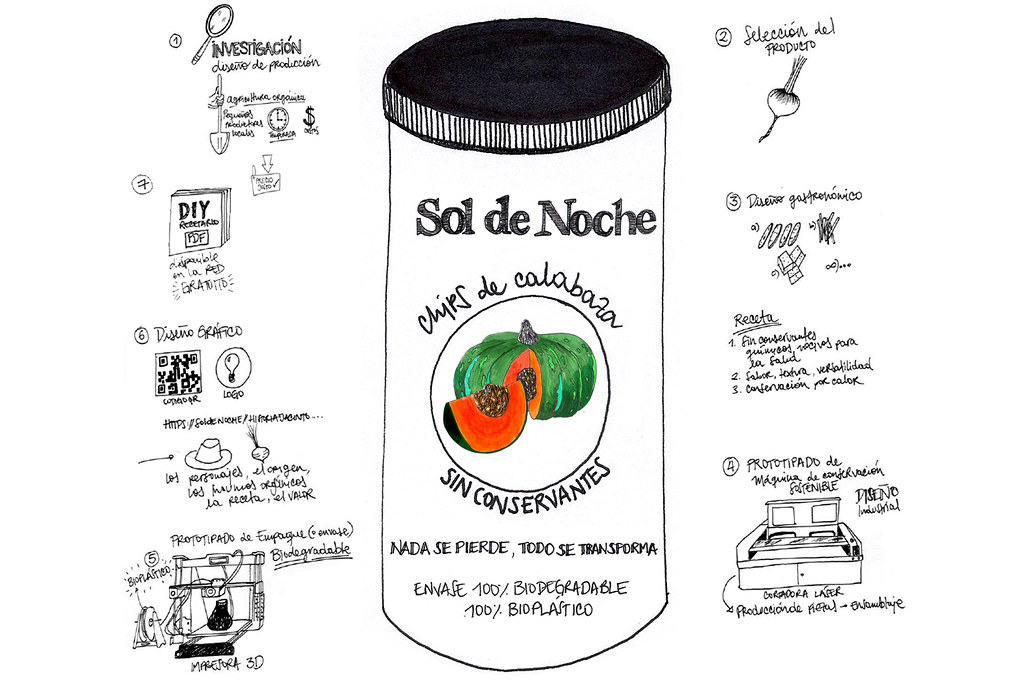 1
INVESTIGACIÓN
diseño de producción
agricultura orgánica
Pequeños
productores
locales
TEMPORADA
$
PRECIO
JUSTO ✓
2 Selección del
PRODUCTO
3 Diseño gastronómico
a) b)
c) ∞)...
Receta
1. Sin conservantes
químicos, nocivos para
la salud
2. Sabor, textura, versatilidad
3. Conservación por calor
4 PROTOTIPADO de
Máquina de conservación
SOSTENIBLE
DISEÑO
Industrial
CORTADORA LÁSER
Producción de piezas → Ensamblaje
5 PROTOTIPADO de Empaque (o envase)
Biodegradable
BIOPLÁSTICO...
IMPRESORA 3D
6 Diseño GRÁFICO
CÓDIGO QR
LOGO
HTTPS//SOLDENOCHE/HISTORIAJACINTO...
los personajes, el origen,
los insumos orgánicos
la receta, el VALOR
7
DIY
RECETARIO
PDF
disponible
en la RED
GRATUITO
Sol de Noche
chips de calabaza
SIN CONSERVANTES
NADA SE PIERDE, TODO SE TRANSFORMA
ENVASE 100% BIODEGRADABLE
100% BIOPLÁSTICO